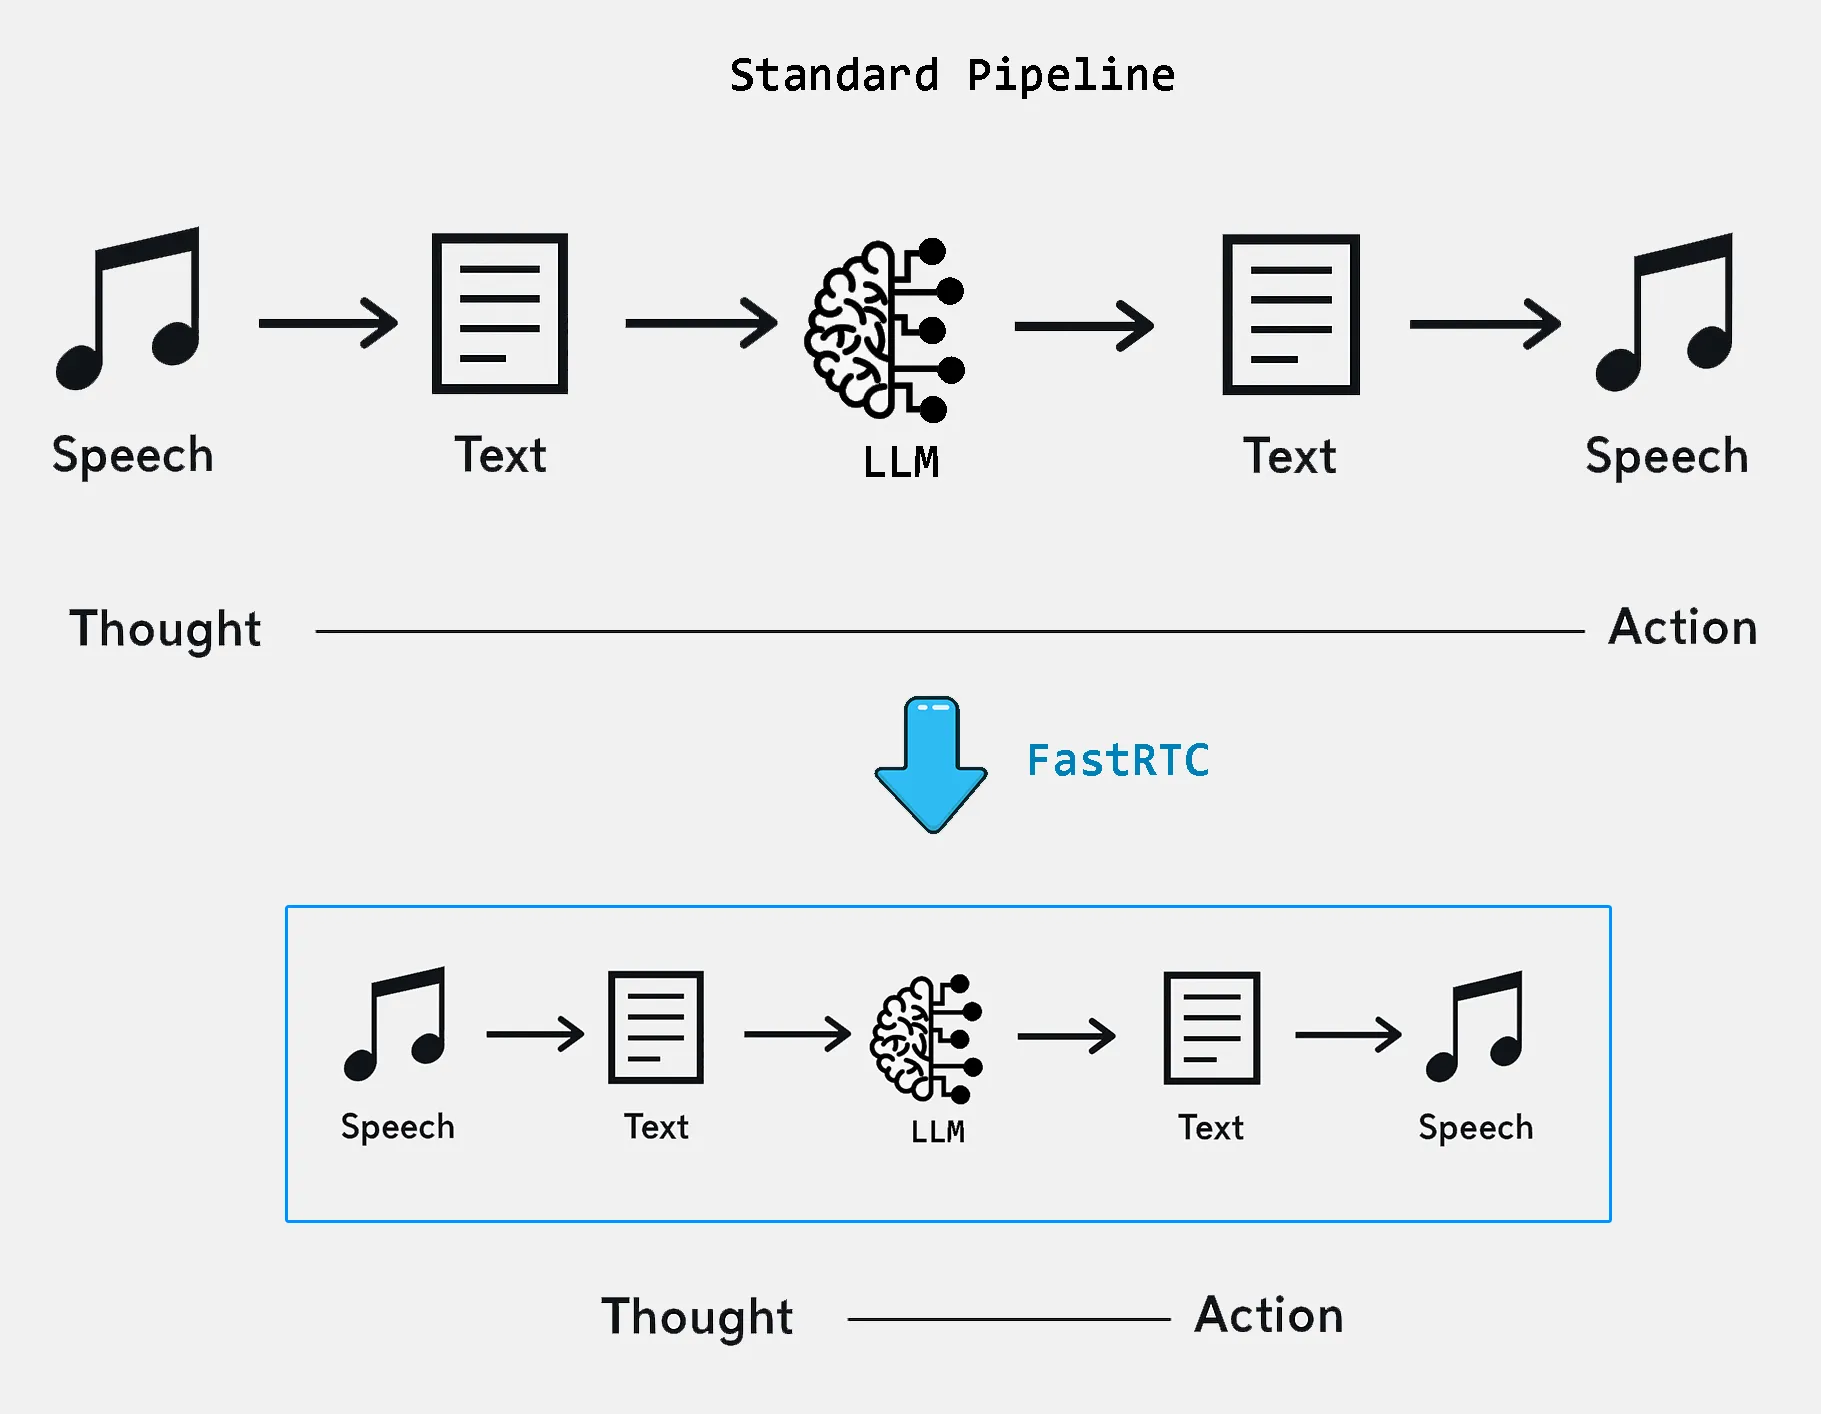 Standard Pipeline
Speech
Text
LLM
Text
Speech
Thought
Action
FastRTC
Speech
Text
LLM
Text
Speech
Thought
Action